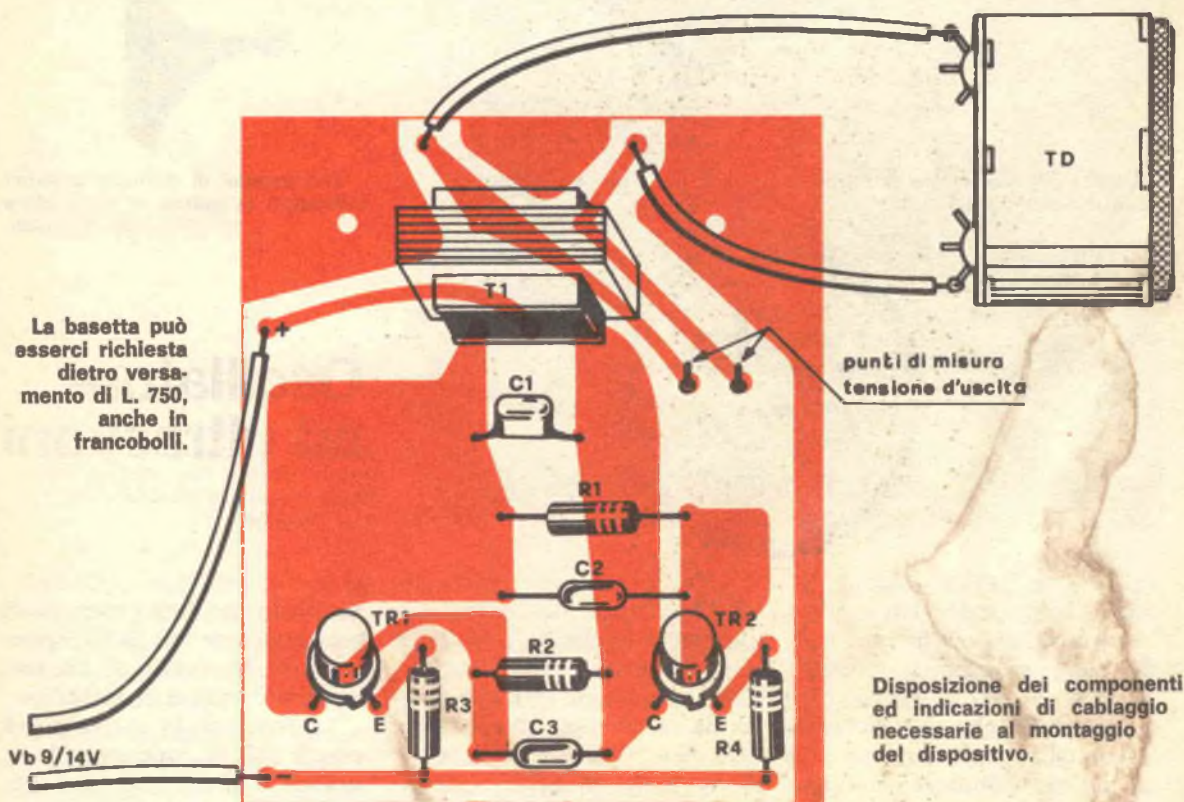 TD
T1
+
La basetta può
esserci richiesta
dietro versa-
mento di L. 750,
anche in
francobolli.
punti di misura
tensione d'uscita
C1
R1
C2
TR1
TR2
R2
C
E
R3
C3
C
E
R4
Disposizione dei componenti
ed indicazioni di cablaggio
necessarie al montaggio
del dispositivo.
Vb 9/14V
-